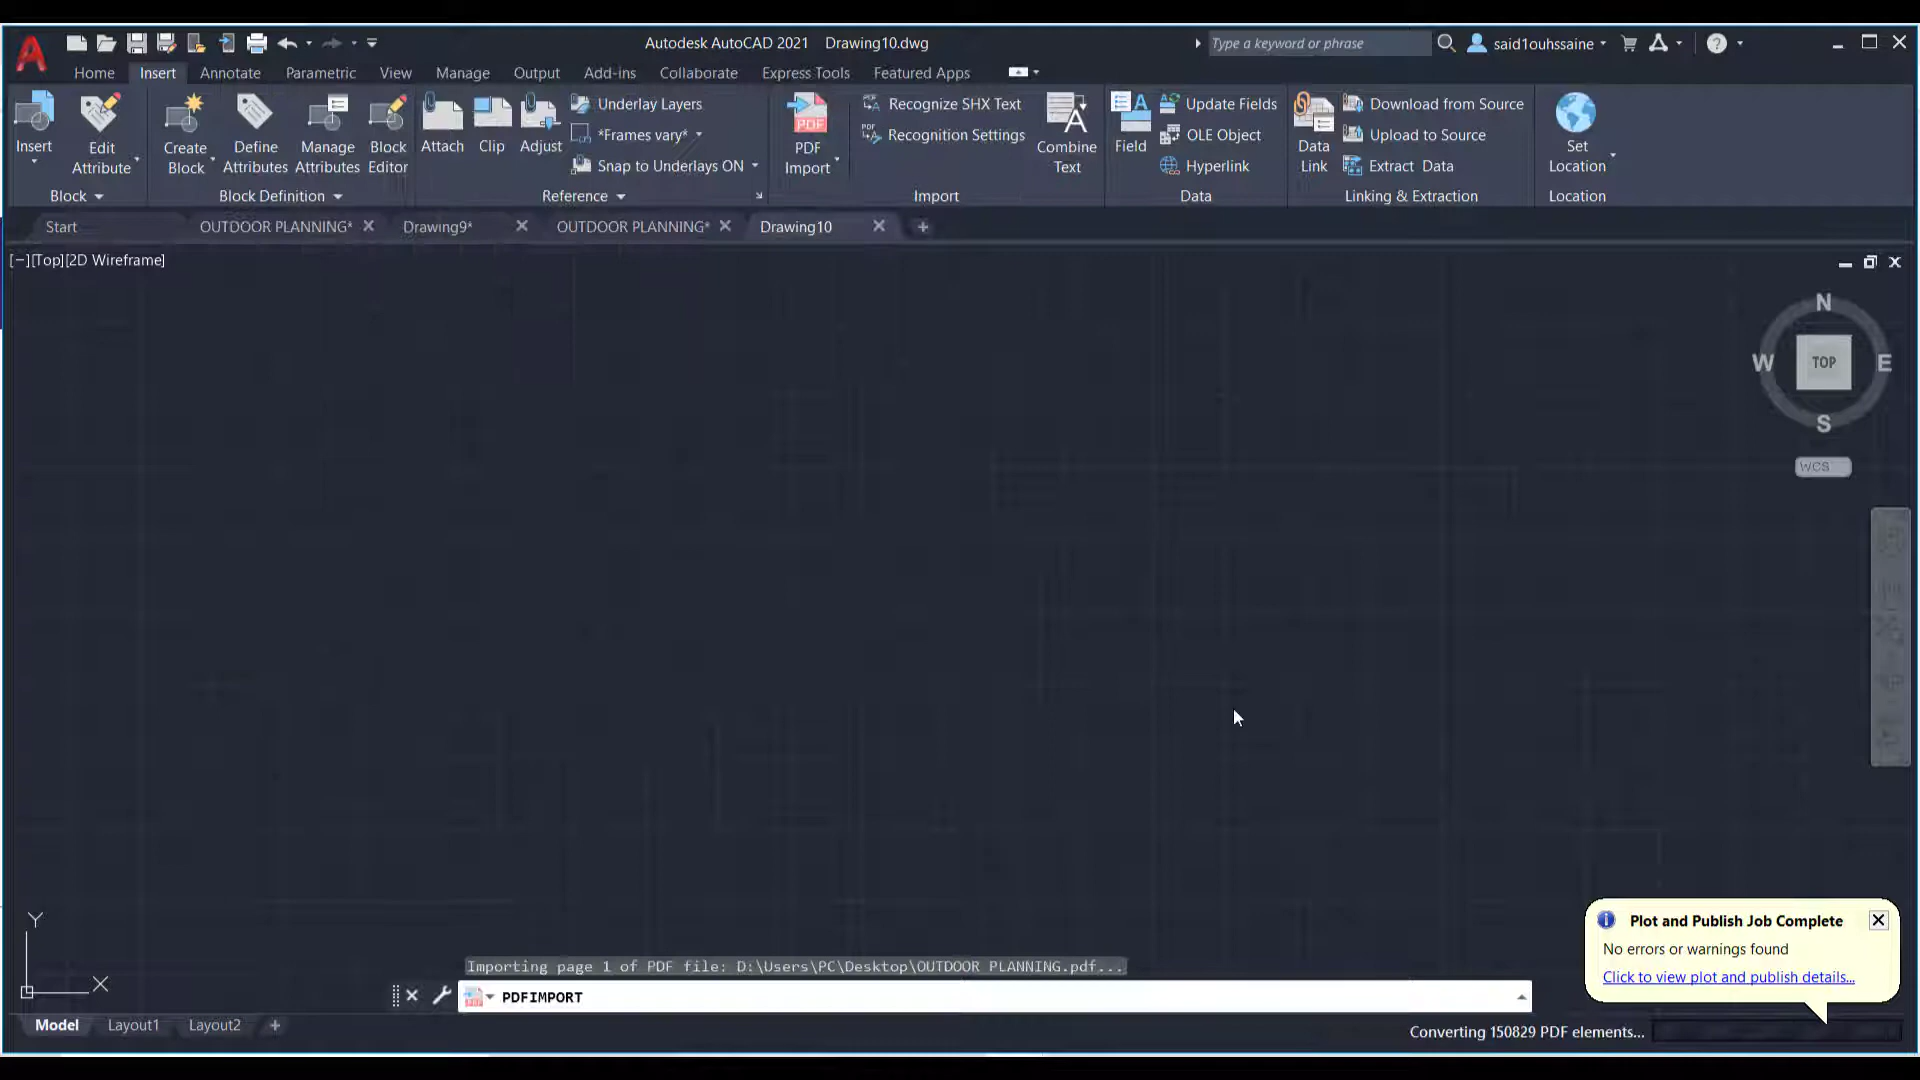 Autodesk AutoCAD 2021 Drawing10.dwg
Type a keyword or phrase
said1ouhssaine
Home Insert Annotate Parametric View Manage Output Add-ins Collaborate Express Tools Featured Apps
Insert
Edit
Attribute
Block
Create
Block
Define
Attributes
Manage
Attributes
Block
Editor
Block Definition
Attach
Clip
Adjust
Underlay Layers
*Frames vary*
Snap to Underlays ON
Reference
PDF
PDF
Import
Recognize SHX Text
Recognition Settings
Combine
Text
Import
Field
Update Fields
OLE Object
Hyperlink
Data
Data
Link
Download from Source
Upload to Source
Extract Data
Linking & Extraction
Set
Location
Location
Start OUTDOOR PLANNING* Drawing9* OUTDOOR PLANNING* Drawing10
[−][Top][2D Wireframe]
N
W TOP E
S
WCS
Y
X
Importing page 1 of PDF file: D:\Users\PC\Desktop\OUTDOOR PLANNING.pdf...
PDFIMPORT
Plot and Publish Job Complete
No errors or warnings found
Click to view plot and publish details...
Model Layout1 Layout2 +
Converting 150829 PDF elements...